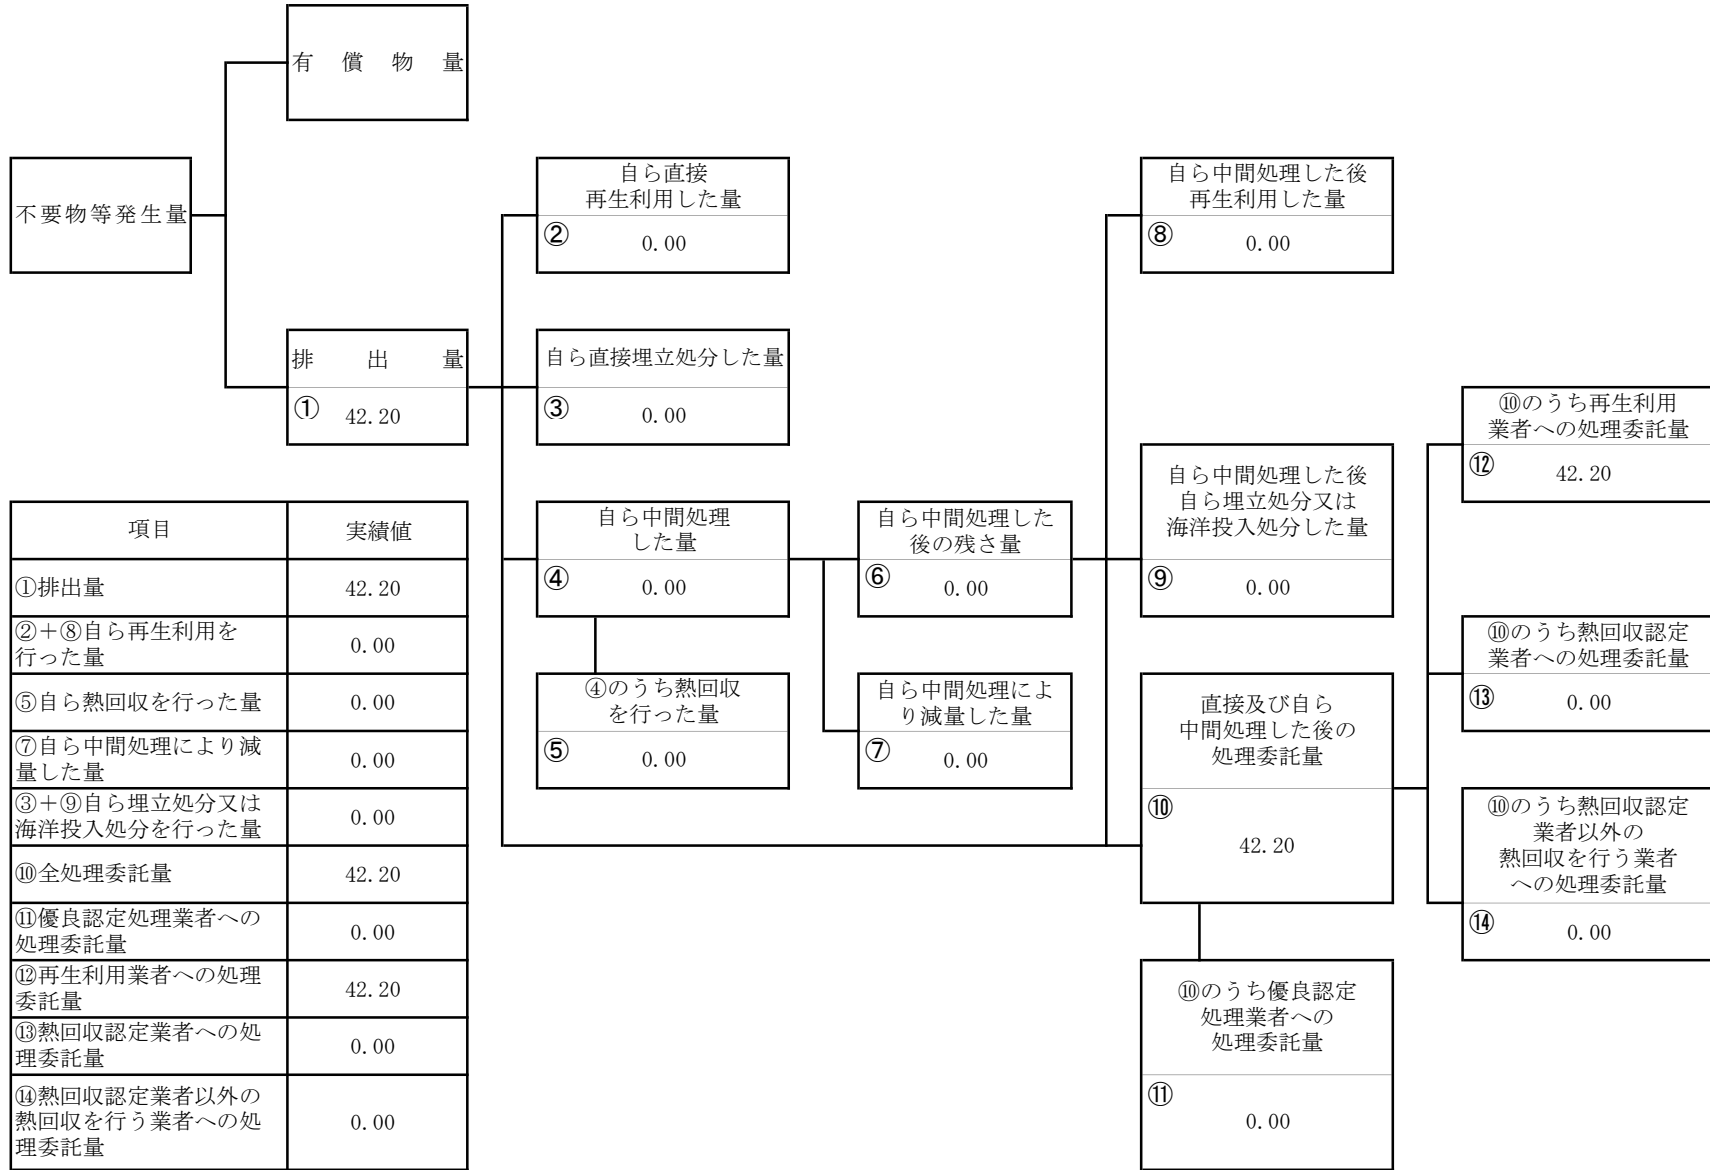 有償物量
不要物等発生量
排出量
①
42.20
自ら直接
再生利用した量
②
0.00
自ら直接埋立処分した量
③
0.00
自ら中間処理
した量
④
0.00
④のうち熱回収
を行った量
⑤
0.00
自ら中間処理した
後の残さ量
⑥
0.00
自ら中間処理によ
り減量した量
⑦
0.00
自ら中間処理した後
再生利用した量
⑧
0.00
自ら中間処理した後
自ら埋立処分又は
海洋投入処分した量
⑨
0.00
直接及び自ら
中間処理した後の
処理委託量
⑩
42.20
⑩のうち優良認定
処理業者への
処理委託量
⑪
0.00
⑩のうち再生利用
業者への処理委託量
⑫
42.20
⑩のうち熱回収認定
業者への処理委託量
⑬
0.00
⑩のうち熱回収認定
業者以外の
熱回収を行う業者
への処理委託量
⑭
0.00
項目 実績値
①排出量 42.20
②＋⑧自ら再生利用を
行った量 0.00
⑤自ら熱回収を行った量 0.00
⑦自ら中間処理により減
量した量 0.00
③＋⑨自ら埋立処分又は
海洋投入処分を行った量 0.00
⑩全処理委託量 42.20
⑪優良認定処理業者への
処理委託量 0.00
⑫再生利用業者への処理
委託量 42.20
⑬熱回収認定業者への処
理委託量 0.00
⑭熱回収認定業者以外の
熱回収を行う業者への処
理委託量 0.00